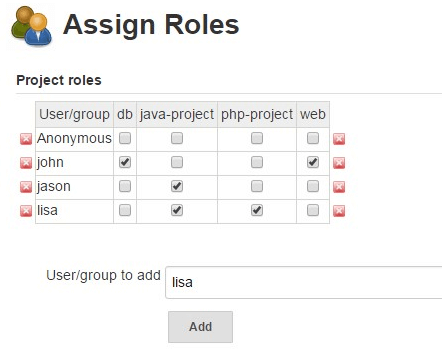 Assign Roles
Project roles
User/group db java-project php-project web
Anonymous
john
jason
lisa
User/group to add lisa
Add